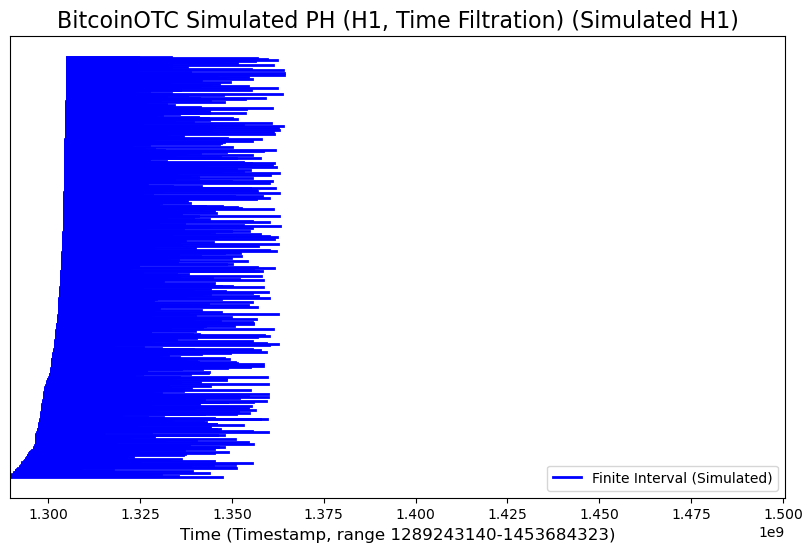 BitcoinOTC Simulated PH (H1, Time Filtration) (Simulated H1)
Finite Interval (Simulated)
1.300 1.325 1.350 1.375 1.400 1.425 1.450 1.475 1.500
1e9
Time (Timestamp, range 1289243140-1453684323)